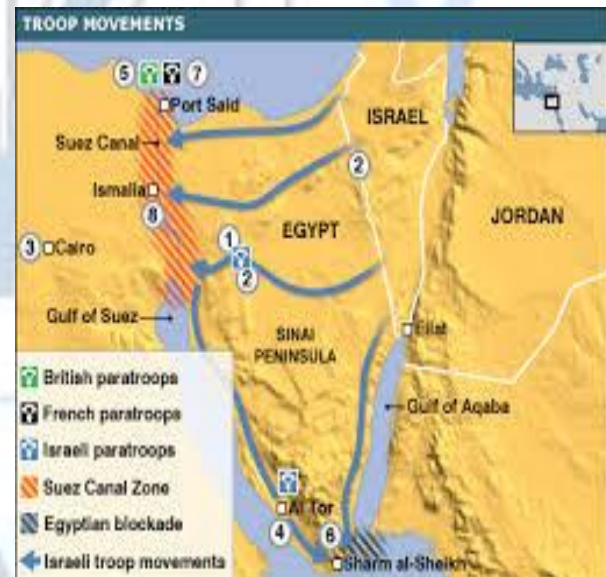 TROOP MOVEMENTS
5
7
Port Said
ISRAEL
Suez Canal
2
Ismalia
8
JORDAN
EGYPT
1
3
Cairo
2
Gulf of Suez
Eilat
SINAI
PENINSULA
British paratroops
French paratroops
Gulf of Aqaba
Israeli paratroops
Suez Canal Zone
Al Tor
4
6
Egyptian blockade
Israeli troop movements
Sharm al-Sheikh